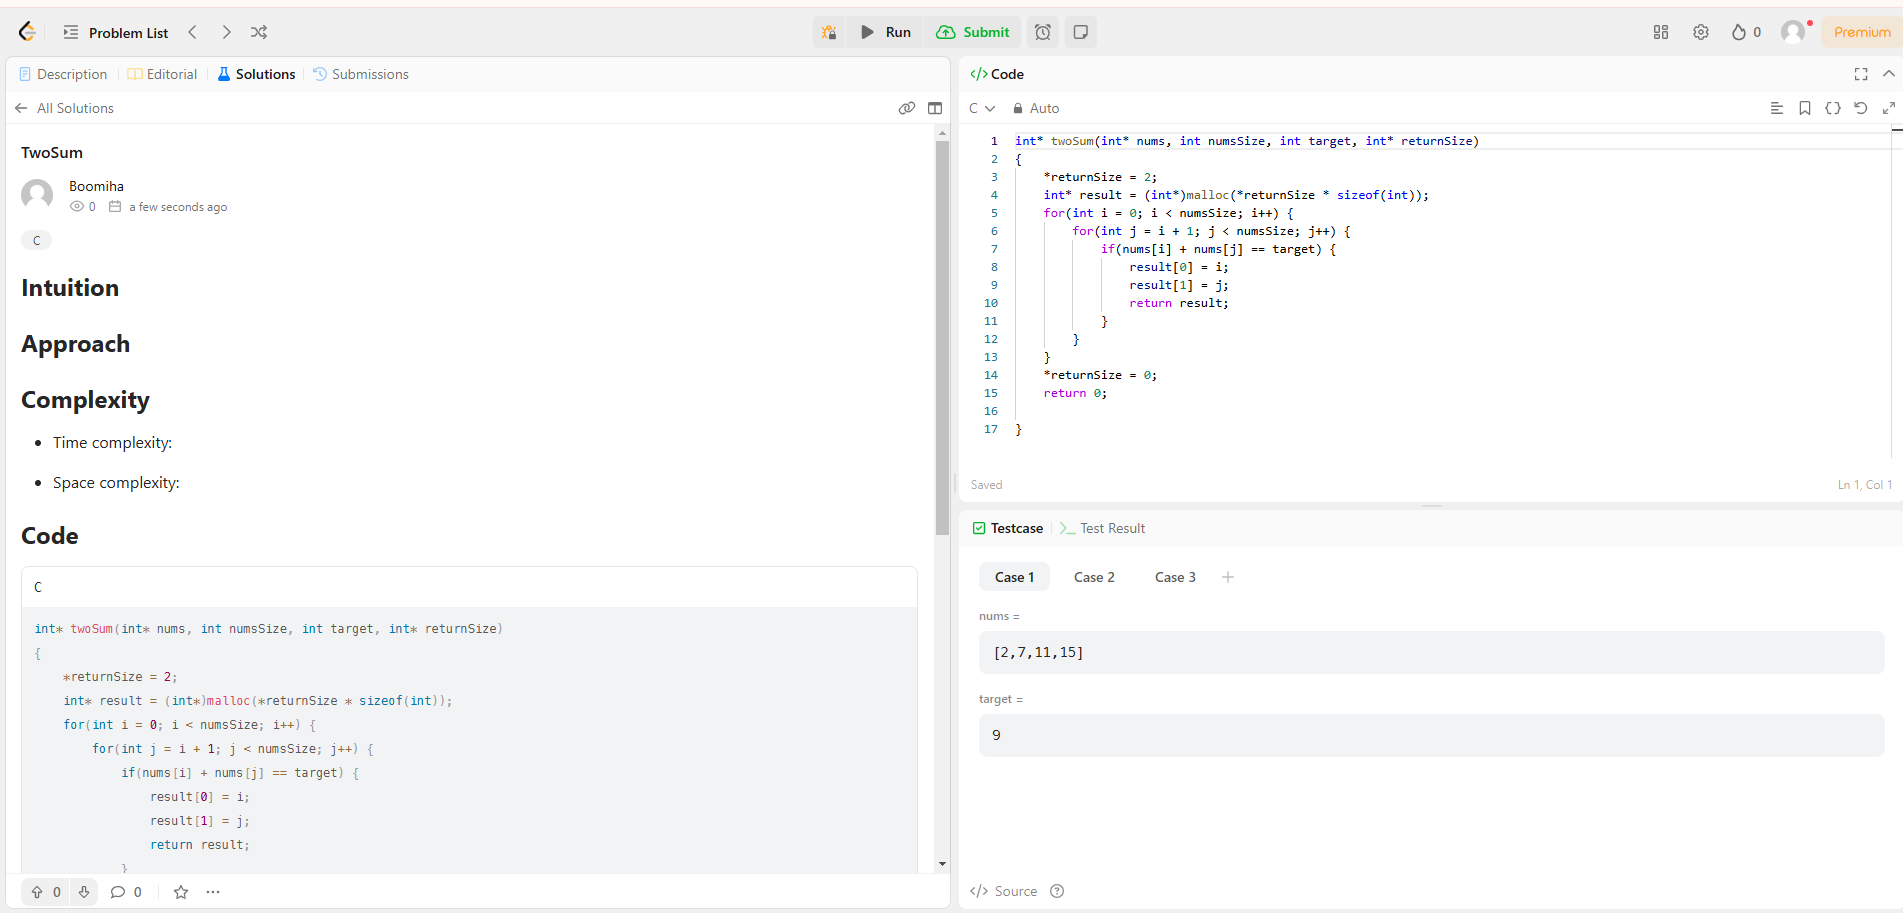 Problem List
Run
Submit
0
Premium
Description
Editorial
Solutions
Submissions
All Solutions
TwoSum
Boomiha
0
a few seconds ago
C
Intuition
Approach
Complexity
• Time complexity:
• Space complexity:
Code
C
int* twoSum(int* nums, int numsSize, int target, int* returnSize)
{
    *returnSize = 2;
    int* result = (int*)malloc(*returnSize * sizeof(int));
    for(int i = 0; i < numsSize; i++) {
        for(int j = i + 1; j < numsSize; j++) {
            if(nums[i] + nums[j] == target) {
                result[0] = i;
                result[1] = j;
                return result;
            }
0
0
...
</> Code
C
Auto
1 int* twoSum(int* nums, int numsSize, int target, int* returnSize)
2 {
3     *returnSize = 2;
4     int* result = (int*)malloc(*returnSize * sizeof(int));
5     for(int i = 0; i < numsSize; i++) {
6         for(int j = i + 1; j < numsSize; j++) {
7             if(nums[i] + nums[j] == target) {
8                 result[0] = i;
9                 result[1] = j;
10                 return result;
11             }
12         }
13     }
14     *returnSize = 0;
15     return 0;
16
17 }
Saved
Ln 1, Col 1
Testcase
>_ Test Result
Case 1
Case 2
Case 3
+
nums =
[2,7,11,15]
target =
9
</> Source ?